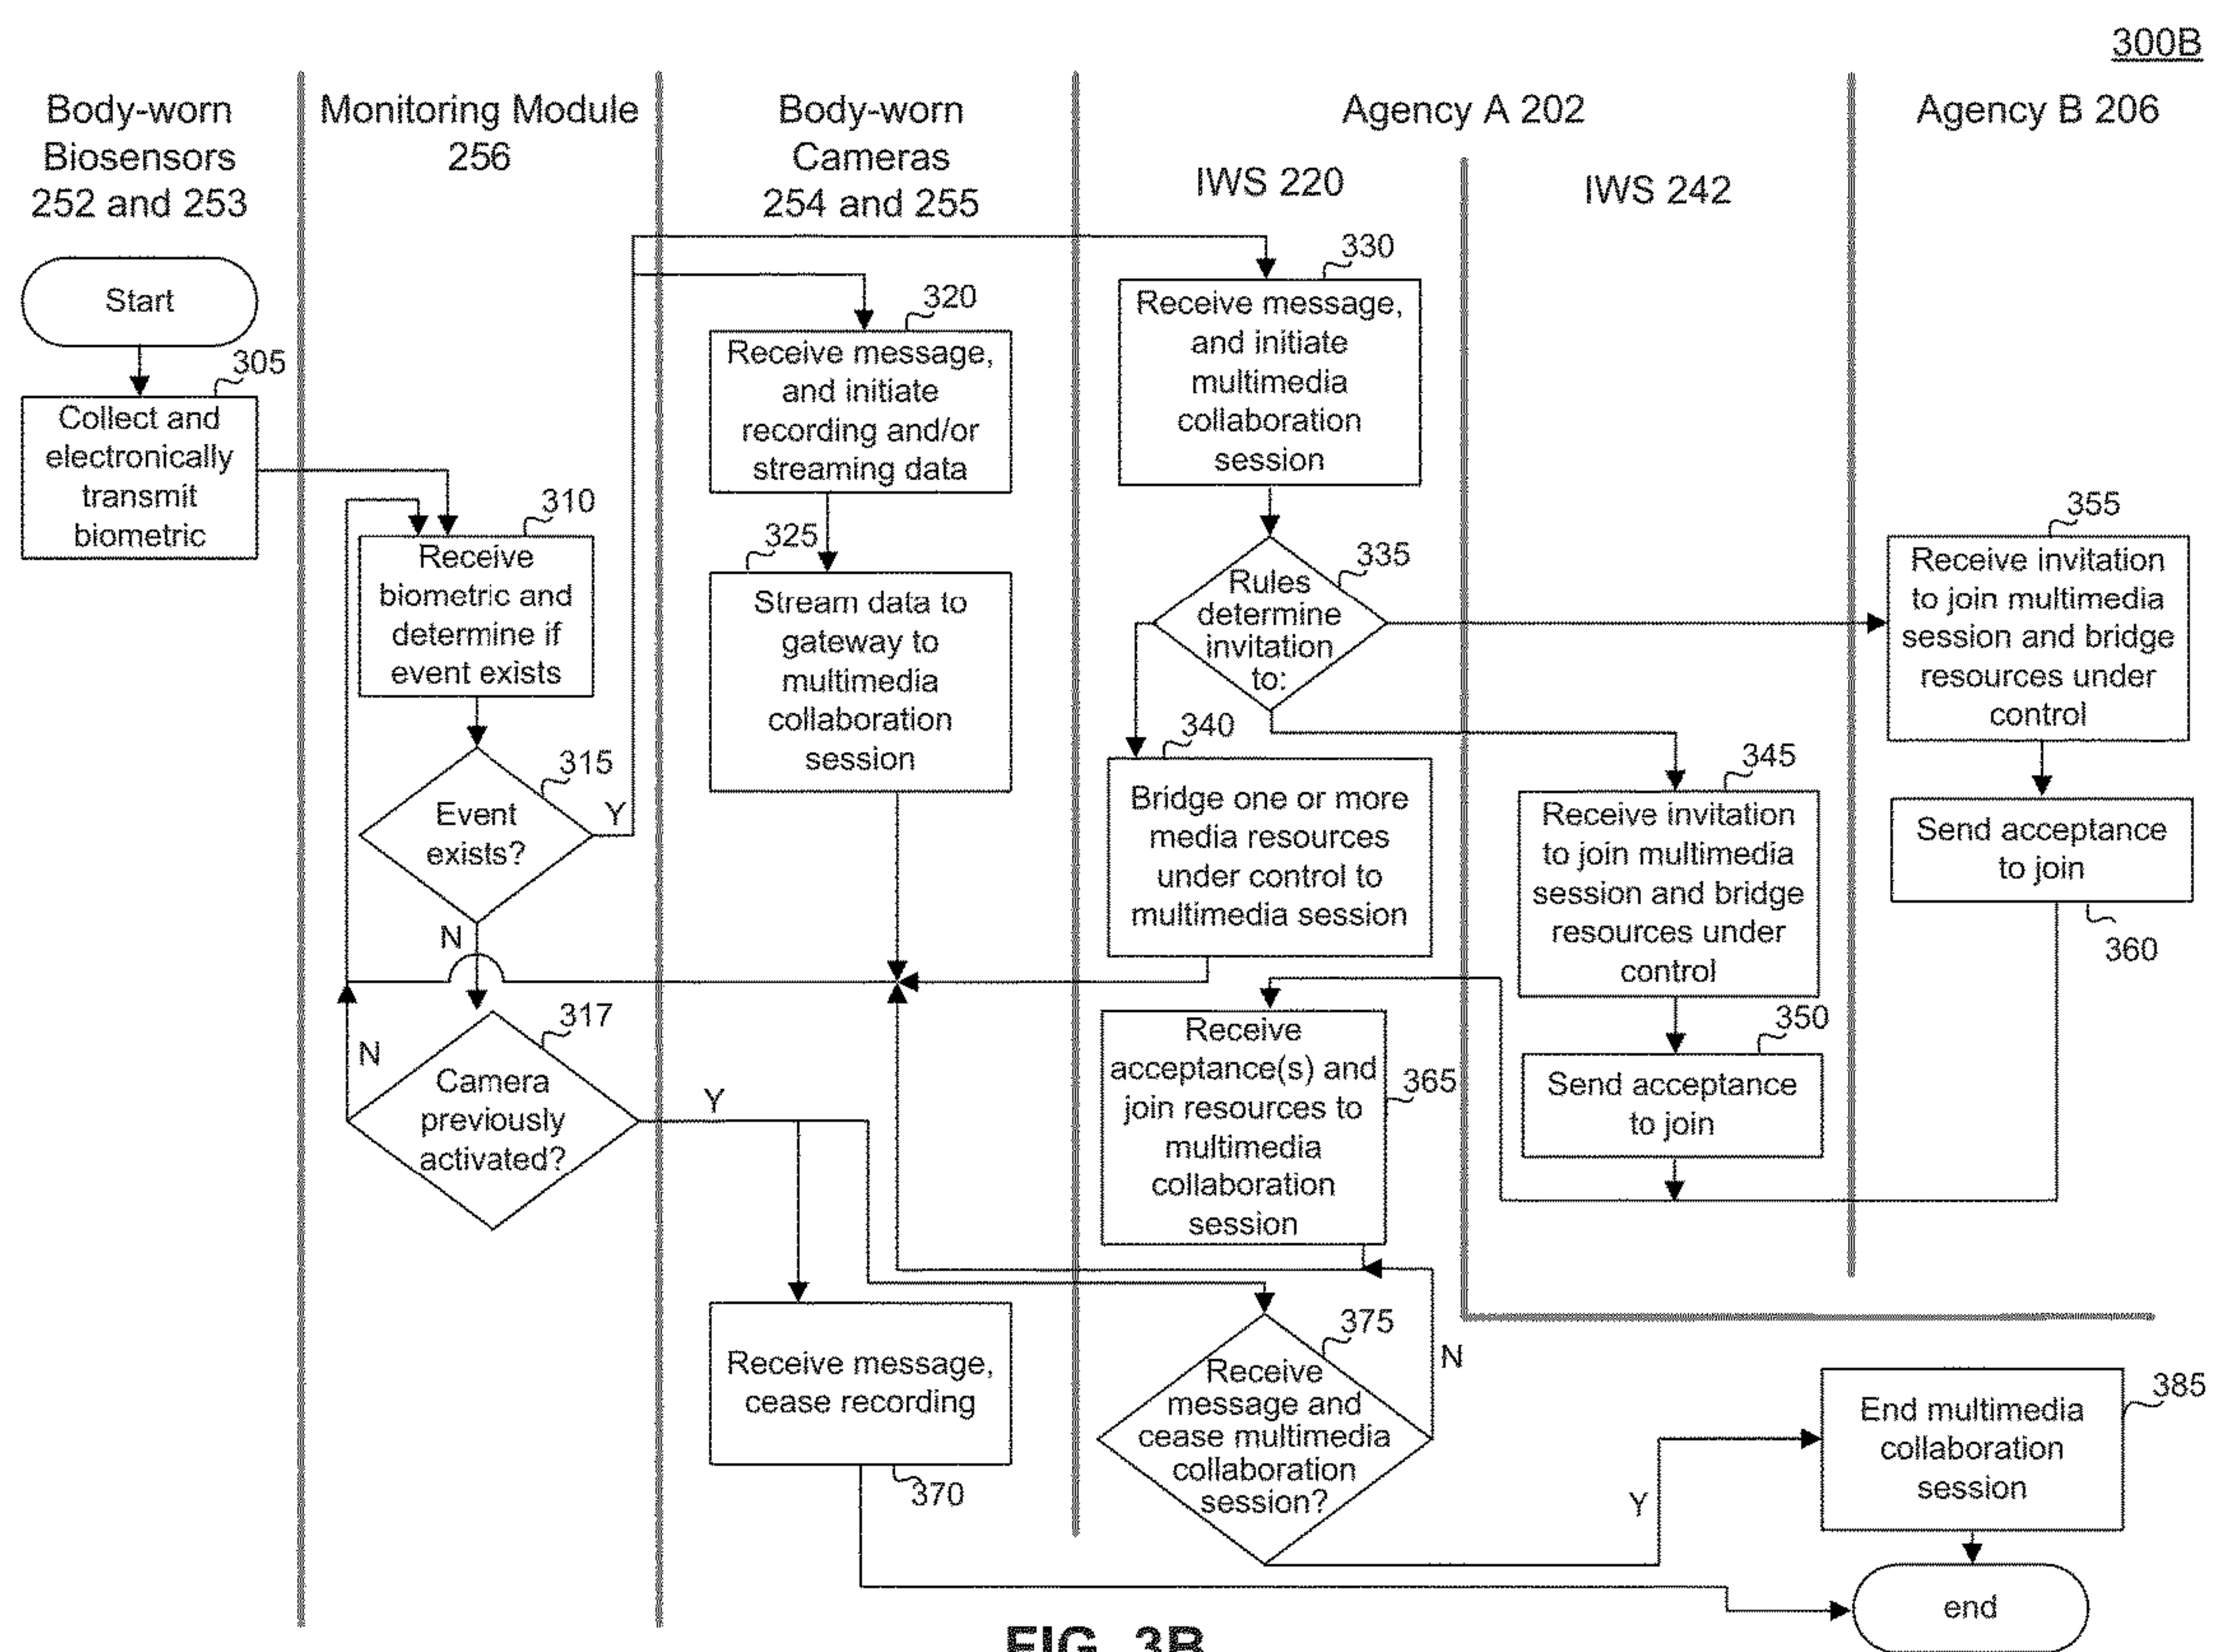 300B
Body-worn
Biosensors
252 and 253
Monitoring Module
256
Body-worn
Cameras
254 and 255
Agency A 202
IWS 220
IWS 242
Agency B 206
Start
305
Collect and
electronically
transmit
biometric
310
Receive
biometric and
determine if
event exists
315
Event
exists?
Y
N
317
Camera
previously
activated?
N
Y
320
Receive message,
and initiate
recording and/or
streaming data
325
Stream data to
gateway to
multimedia
collaboration
session
330
Receive message,
and initiate
multimedia
collaboration
session
335
Rules
determine
invitation
to:
340
Bridge one or more
media resources
under control to
multimedia session
345
Receive invitation
to join multimedia
session and bridge
resources under
control
350
Send acceptance
to join
355
Receive invitation
to join multimedia
session and bridge
resources under
control
Send acceptance
to join
360
Receive
acceptance(s) and
join resources to
multimedia
collaboration
session
365
Receive message,
cease recording
370
375
Receive
message and
cease multimedia
collaboration
session?
N
Y
385
End multimedia
collaboration
session
end
FIG. 3B